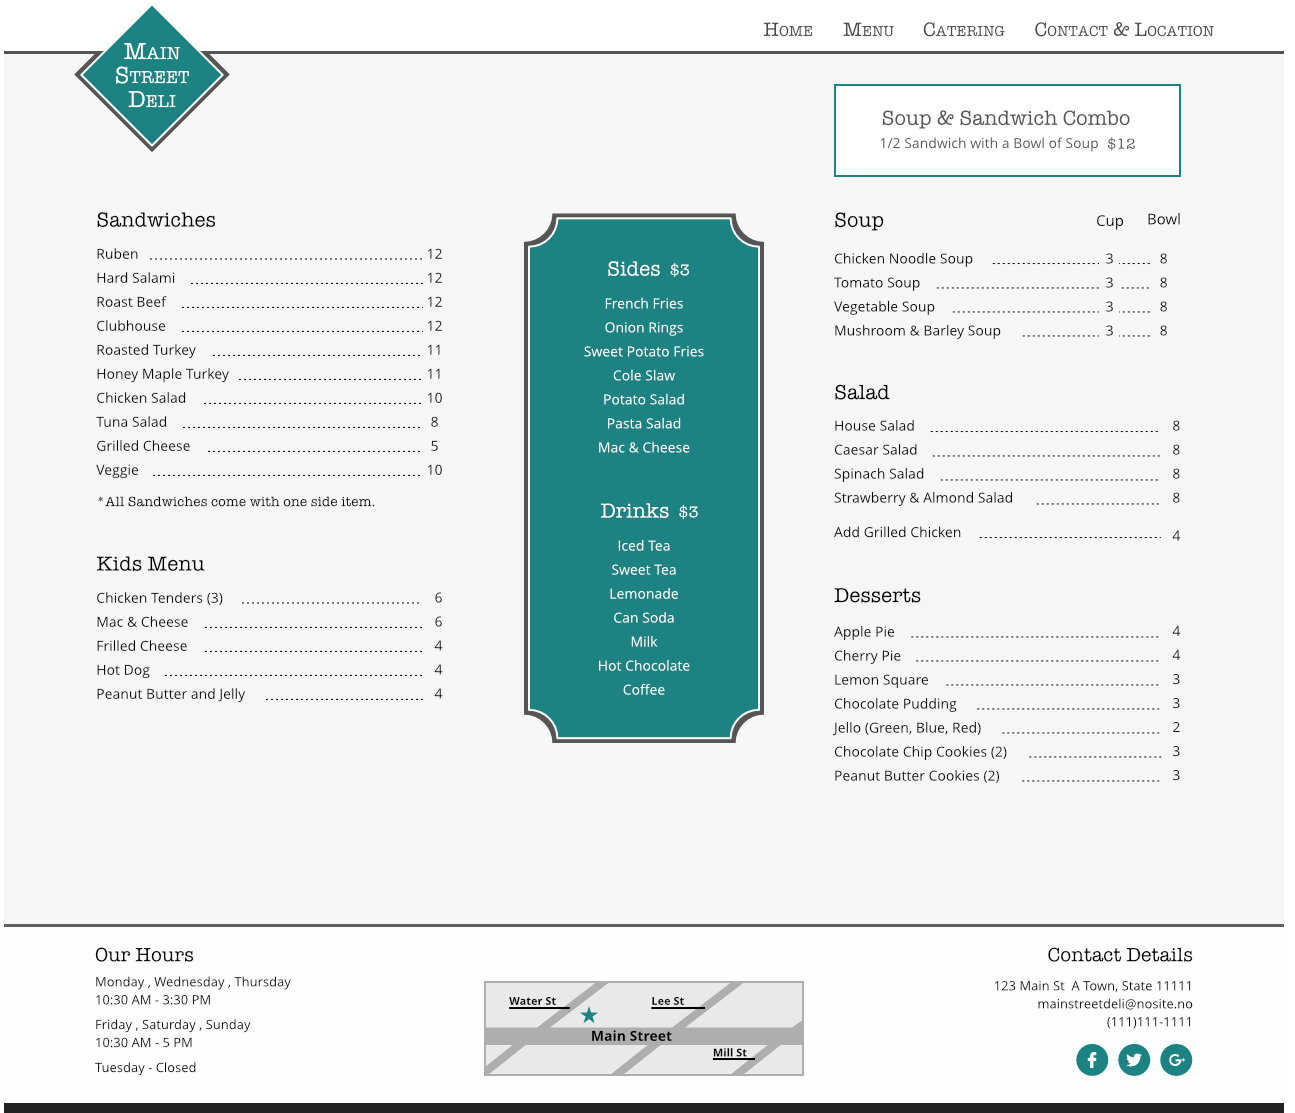 Main
Street
Deli
Home Menu Catering Contact & Location
Soup & Sandwich Combo
1/2 Sandwich with a Bowl of Soup $12
Sandwiches
Ruben 12
Hard Salami 12
Roast Beef 12
Clubhouse 12
Roasted Turkey 11
Honey Maple Turkey 11
Chicken Salad 10
Tuna Salad 8
Grilled Cheese 5
Veggie 10
*All Sandwiches come with one side item.
Kids Menu
Chicken Tenders (3) 6
Mac & Cheese 6
Frilled Cheese 4
Hot Dog 4
Peanut Butter and Jelly 4
Sides $3
French Fries
Onion Rings
Sweet Potato Fries
Cole Slaw
Potato Salad
Pasta Salad
Mac & Cheese
Drinks $3
Iced Tea
Sweet Tea
Lemonade
Can Soda
Milk
Hot Chocolate
Coffee
Soup Cup Bowl
Chicken Noodle Soup 3 8
Tomato Soup 3 8
Vegetable Soup 3 8
Mushroom & Barley Soup 3 8
Salad
House Salad 8
Caesar Salad 8
Spinach Salad 8
Strawberry & Almond Salad 8
Add Grilled Chicken 4
Desserts
Apple Pie 4
Cherry Pie 4
Lemon Square 3
Chocolate Pudding 3
Jello (Green, Blue, Red) 2
Chocolate Chip Cookies (2) 3
Peanut Butter Cookies (2) 3
Our Hours
Monday , Wednesday , Thursday
10:30 AM - 3:30 PM
Friday , Saturday , Sunday
10:30 AM - 5 PM
Tuesday - Closed
Water St
Lee St
Main Street
Mill St
Contact Details
123 Main St A Town, State 11111
mainstreetdeli@nosite.no
(111)111-1111
f G+